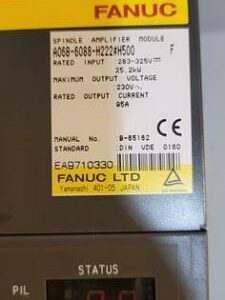 FANUC
SPINDLE AMPLIFIER MODULE
A06B-6088-H222#H500 F
RATED INPUT :283-325V
25.2kW
MAXIMUM OUTPUT VOLTAGE
230V
RATED OUTPUT CURRENT
95A
MANUAL NO. B-65162
STANDARD DIN VDE 0160
EA9710330
FANUC LTD
Yamanashi 401-05 JAPAN
STATUS
PIL